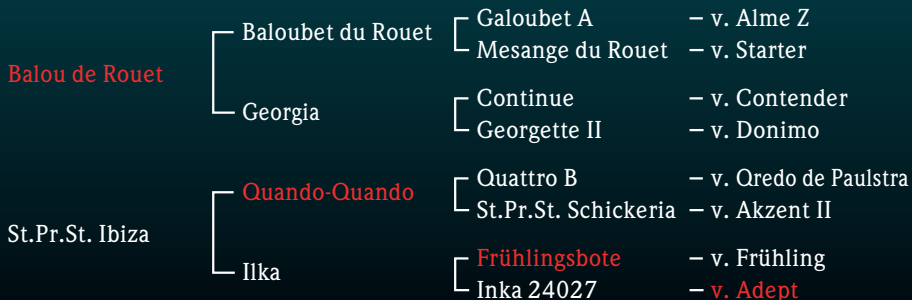 Galoubet A – v. Alme Z
Baloubet du Rouet
Mesange du Rouet – v. Starter
Balou de Rouet
Continue – v. Contender
Georgia
Georgette II – v. Donimo
Quattro B – v. Qredo de Paulstra
Quando-Quando
St.Pr.St. Schickeria – v. Akzent II
St.Pr.St. Ibiza
Frühlingsbote – v. Frühling
Ilka
Inka 24027 – v. Adept